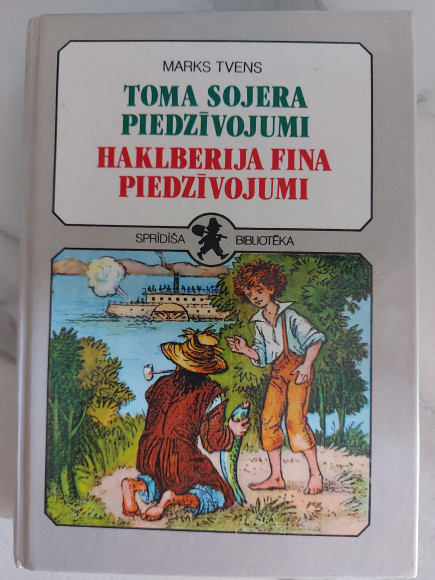 MARKS TVENS
TOMA SOJERA
PIEDZĪVOJUMI
HAKLBERIJA FINA
PIEDZĪVOJUMI
SPRĪDĪŠA BIBLIOTĒKA